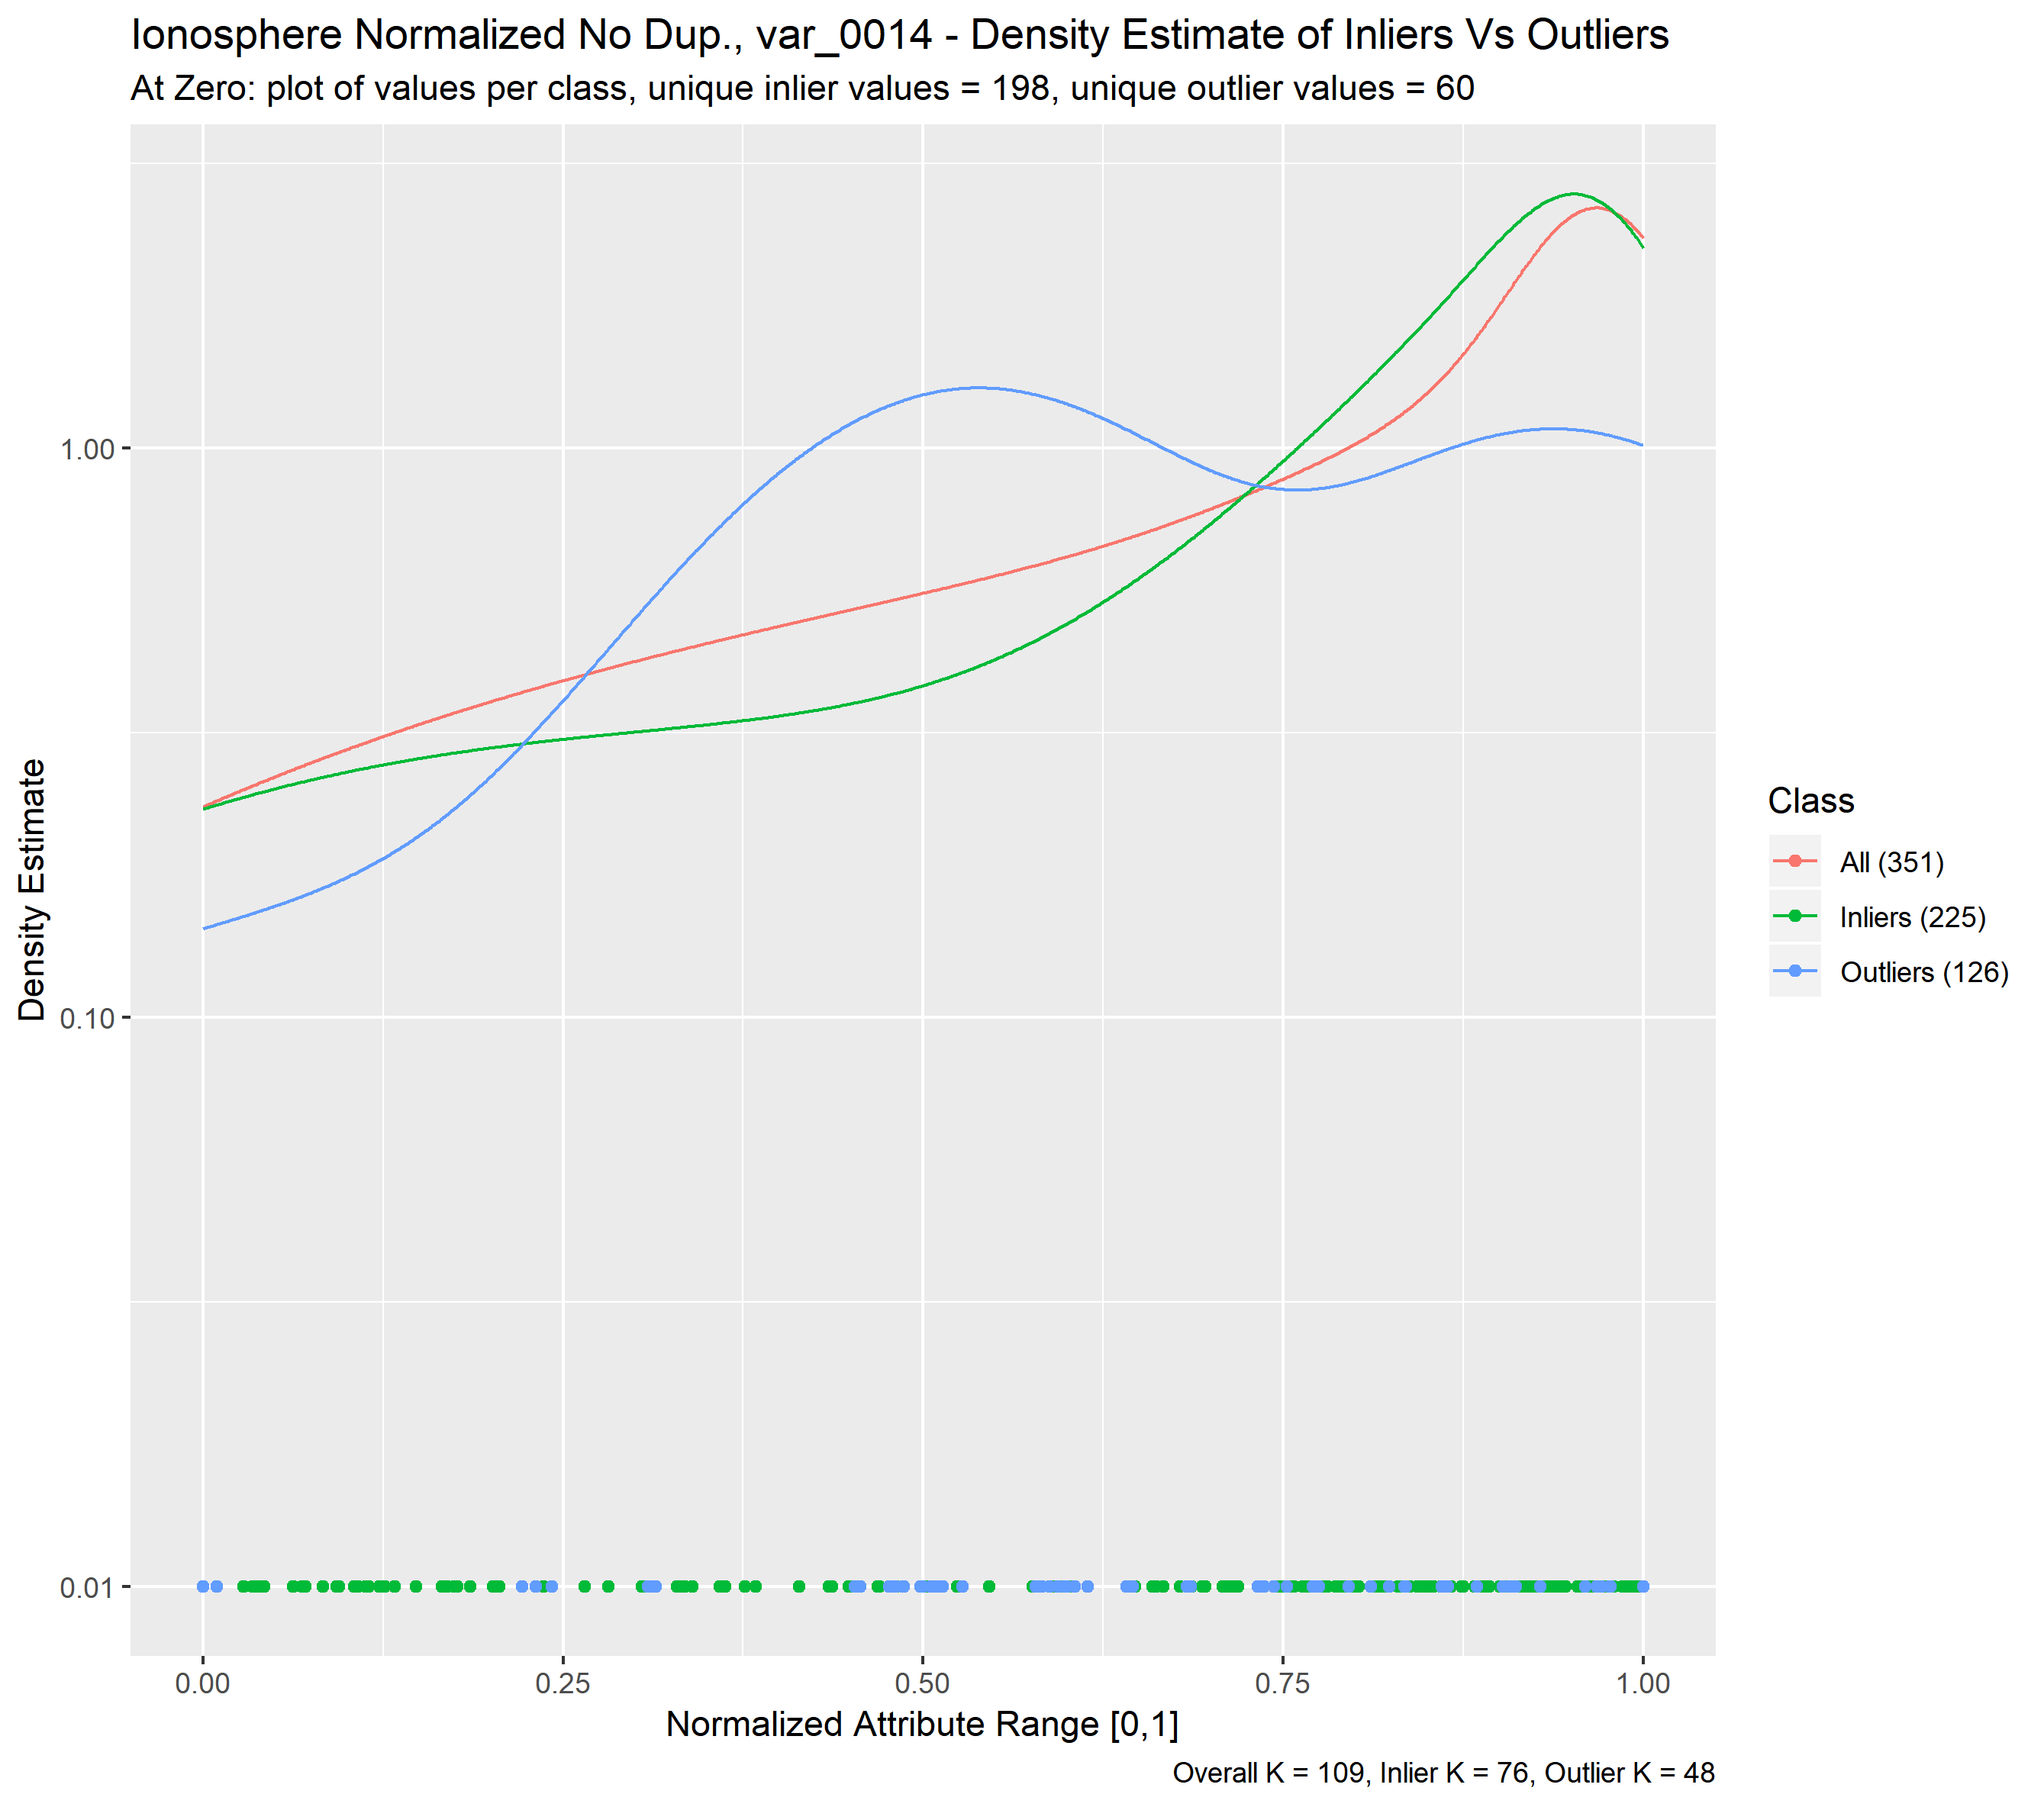 Ionosphere Normalized No Dup., var_0014 - Density Estimate of Inliers Vs Outliers
At Zero: plot of values per class, unique inlier values = 198, unique outlier values = 60
Density Estimate
1.00
0.10
0.01
0.00 0.25 0.50 0.75 1.00
Normalized Attribute Range [0,1]
Class
All (351)
Inliers (225)
Outliers (126)
Overall K = 109, Inlier K = 76, Outlier K = 48